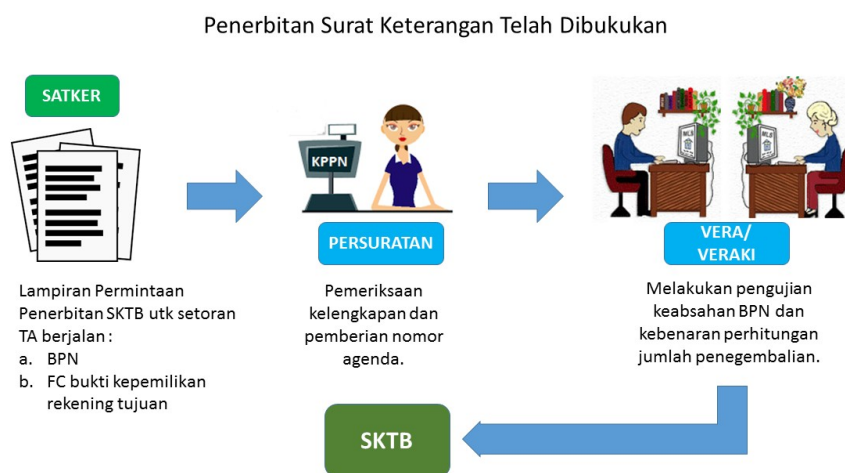 Penerbitan Surat Keterangan Telah Dibukukan
SATKER
KPPN
MLB
MLB
PERSURATAN
VERA/
VERAKI
Lampiran Permintaan
Penerbitan SKTB utk setoran
TA berjalan :
a. BPN
b. FC bukti kepemilikan
rekening tujuan
Pemeriksaan
kelengkapan dan
pemberian nomor
agenda.
Melakukan pengujian
keabsahan BPN dan
kebenaran perhitungan
jumlah penegembalian.
SKTB